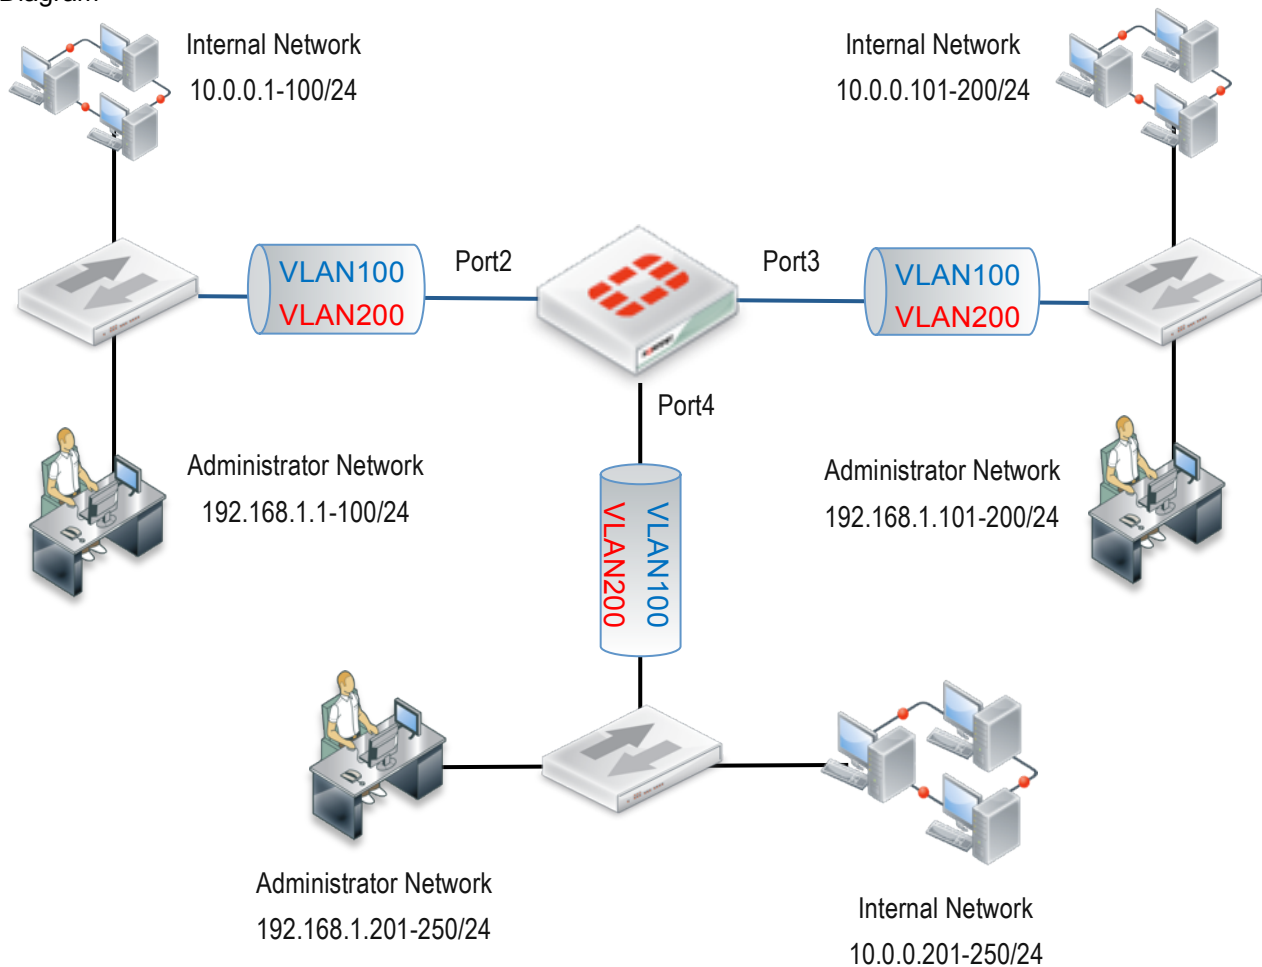 Diagram
Internal Network
10.0.0.1-100/24
Internal Network
10.0.0.101-200/24
VLAN100
VLAN200
Port2
Port3
VLAN100
VLAN200
Port4
Administrator Network
192.168.1.1-100/24
Administrator Network
192.168.1.101-200/24
VLAN100
VLAN200
Administrator Network
192.168.1.201-250/24
Internal Network
10.0.0.201-250/24